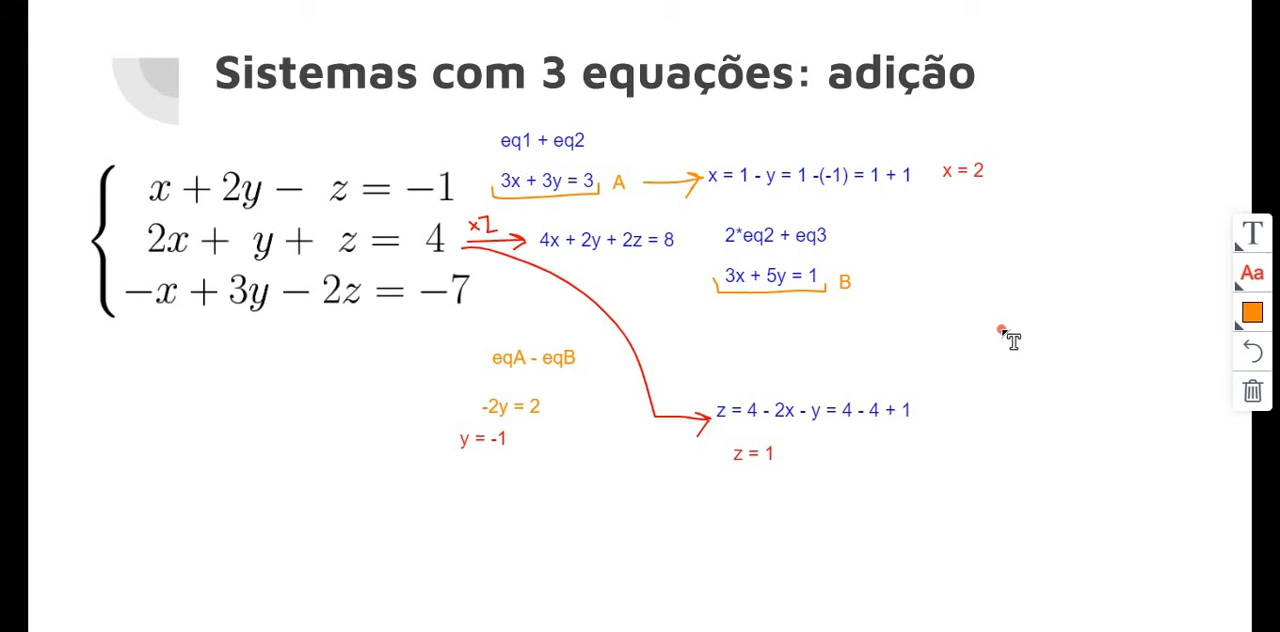 Sistemas com 3 equações: adição
eq1 + eq2
x + 2y − z = −1
3x + 3y = 3 A
x = 1 - y = 1 -(-1) = 1 + 1
x = 2
x2
2x + y + z = 4
4x + 2y + 2z = 8
2*eq2 + eq3
−x + 3y − 2z = −7
3x + 5y = 1 B
eqA - eqB
-2y = 2
y = -1
z = 4 - 2x - y = 4 - 4 + 1
z = 1
T
Aa
T